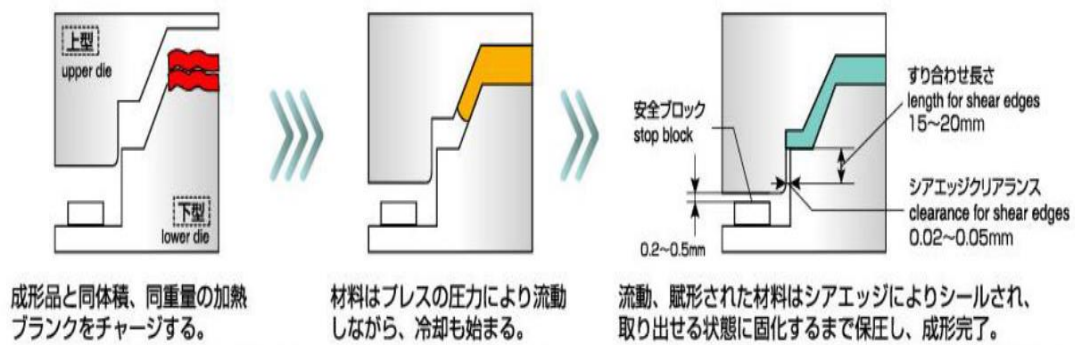 上型
upper die
下型
lower die
安全ブロック
stop block
0.2~0.5mm
すり合わせ長さ
length for shear edges
15~20mm
シアエッジクリアランス
clearance for shear edges
0.02~0.05mm
成形品と同体積、同重量の加熱
ブランクをチャージする。
材料はプレスの圧力により流動
しながら、冷却も始まる。
流動、賦形された材料はシアエッジによりシールされ、
取り出せる状態に固化するまで保圧し、成形完了。